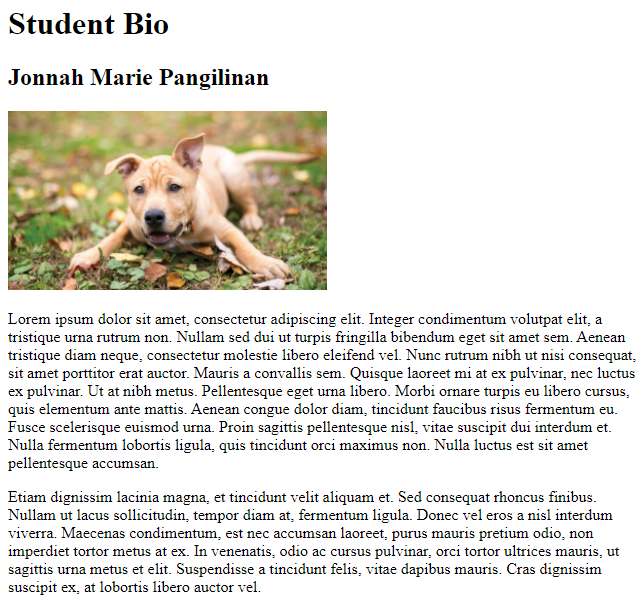 Student Bio
Jonnah Marie Pangilinan
Lorem ipsum dolor sit amet, consectetur adipiscing elit. Integer condimentum volutpat elit, a
tristique urna rutrum non. Nullam sed dui ut turpis fringilla bibendum eget sit amet sem. Aenean
tristique diam neque, consectetur molestie libero eleifend vel. Nunc rutrum nibh ut nisi consequat,
sit amet porttitor erat auctor. Mauris a convallis sem. Quisque laoreet mi at ex pulvinar, nec luctus
ex pulvinar. Ut at nibh metus. Pellentesque eget urna libero. Morbi ornare turpis eu libero cursus,
quis elementum ante mattis. Aenean congue dolor diam, tincidunt faucibus risus fermentum eu.
Fusce scelerisque euismod urna. Proin sagittis pellentesque nisl, vitae suscipit dui interdum et.
Nulla fermentum lobortis ligula, quis tincidunt orci maximus non. Nulla luctus est sit amet
pellentesque accumsan.
Etiam dignissim lacinia magna, et tincidunt velit aliquam et. Sed consequat rhoncus finibus.
Nullam ut lacus sollicitudin, tempor diam at, fermentum ligula. Donec vel eros a nisl interdum
viverra. Maecenas condimentum, est nec accumsan laoreet, purus mauris pretium odio, non
imperdiet tortor metus at ex. In venenatis, odio ac cursus pulvinar, orci tortor ultrices mauris, ut
sagittis urna metus et elit. Suspendisse a tincidunt felis, vitae dapibus mauris. Cras dignissim
suscipit ex, at lobortis libero auctor vel.